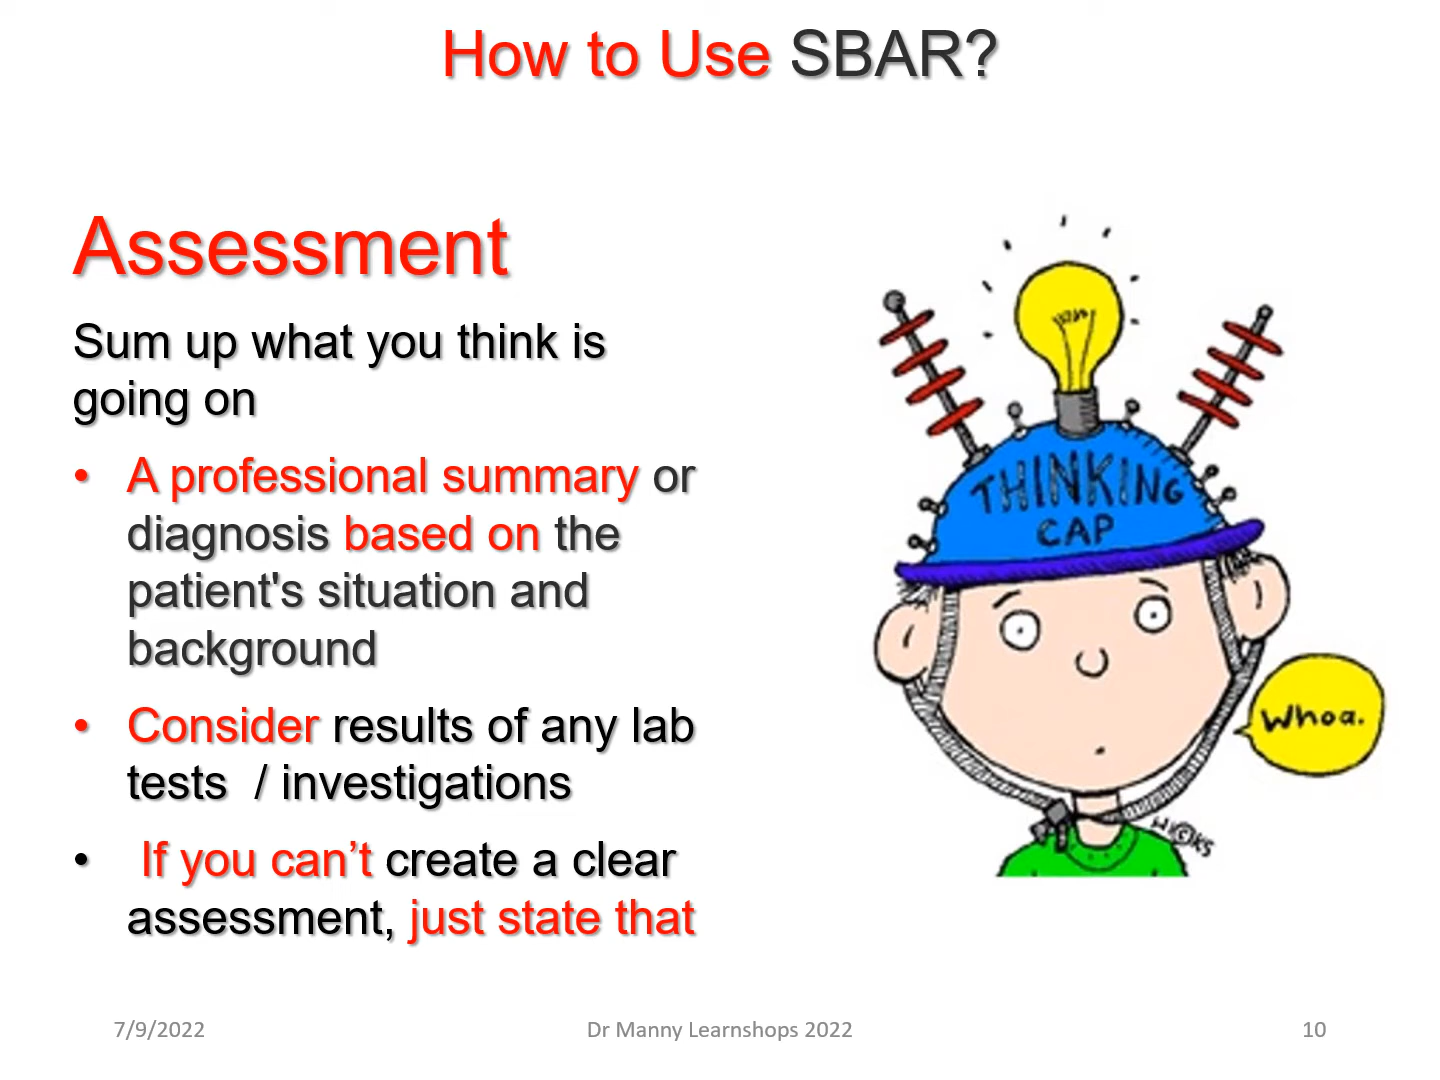 How to Use SBAR?
Assessment
Sum up what you think is
going on
• A professional summary or
diagnosis based on the
patient's situation and
background
• Consider results of any lab
tests / investigations
• If you can’t create a clear
assessment, just state that
THINKING
CAP
Whoa.
HICKS
7/9/2022
Dr Manny Learnshops 2022
10